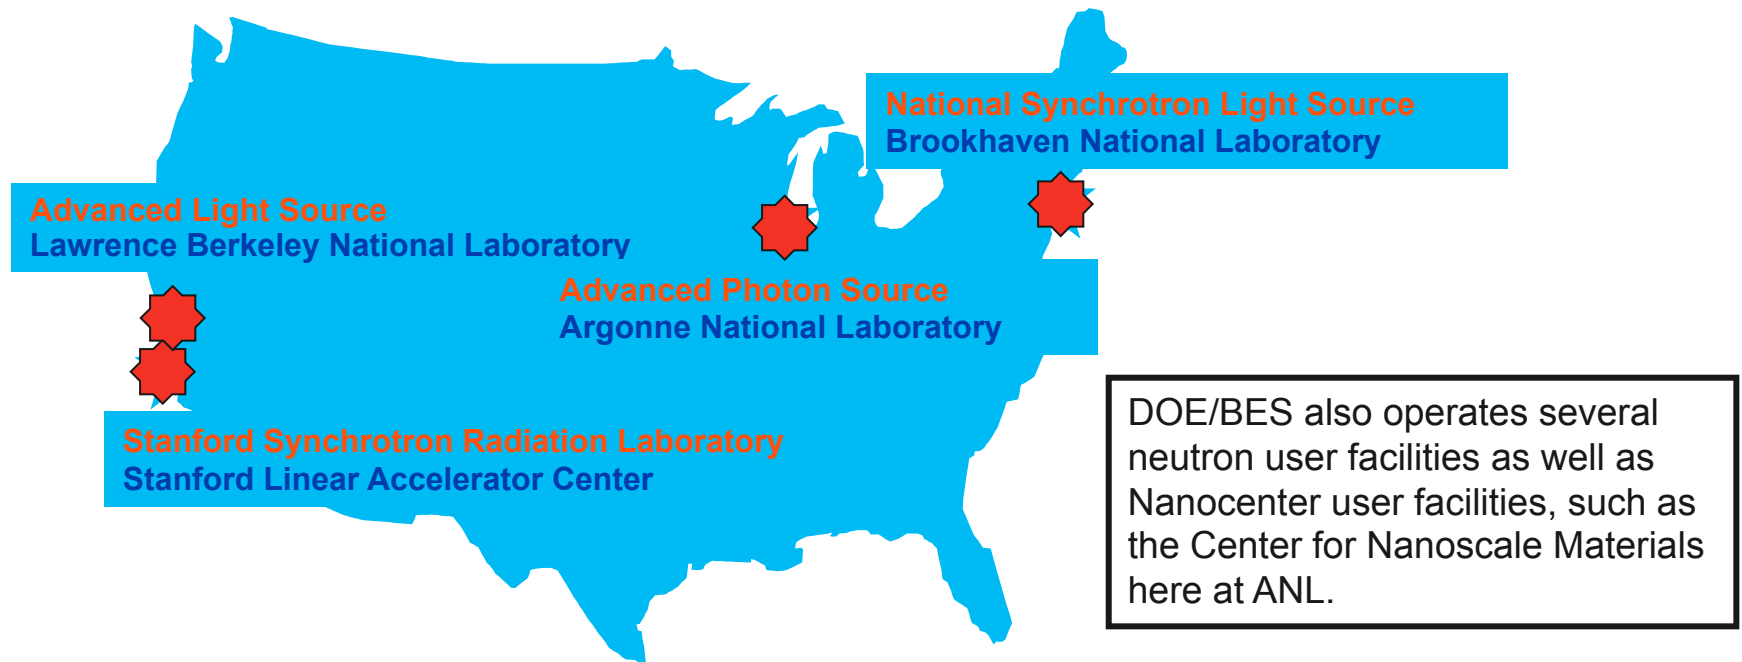 National Synchrotron Light Source
Brookhaven National Laboratory
Advanced Light Source
Lawrence Berkeley National Laboratory
Advanced Photon Source
Argonne National Laboratory
Stanford Synchrotron Radiation Laboratory
Stanford Linear Accelerator Center
DOE/BES also operates several
neutron user facilities as well as
Nanocenter user facilities, such as
the Center for Nanoscale Materials
here at ANL.